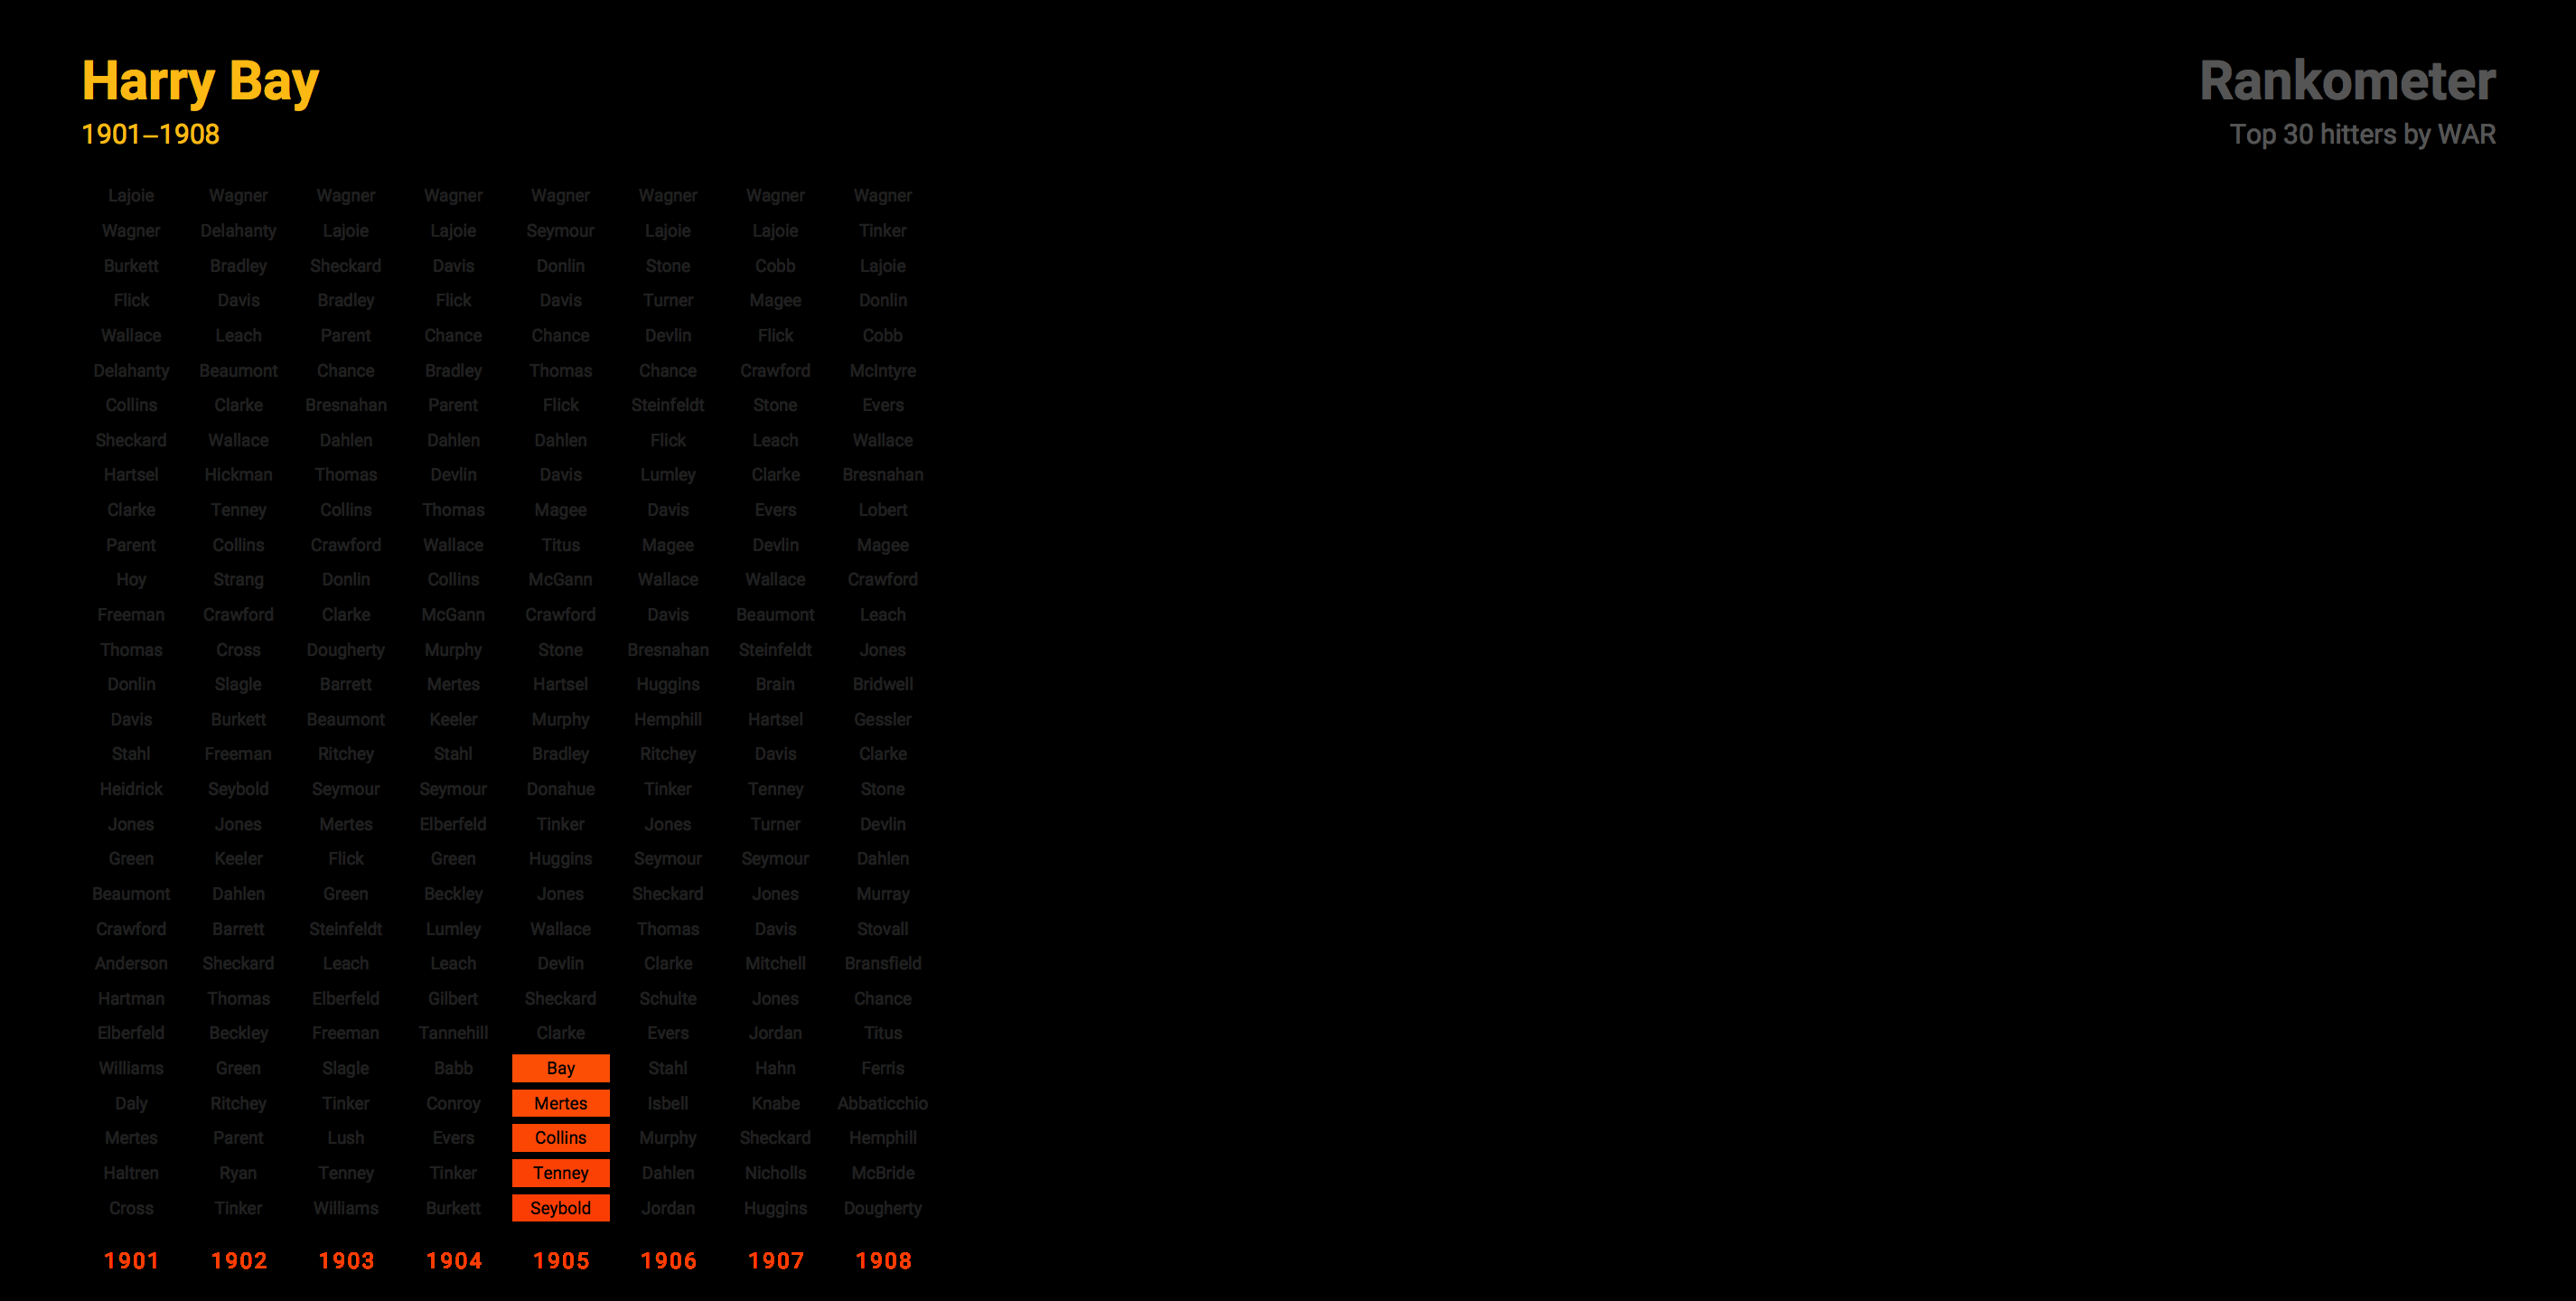 Harry Bay
1901–1908
Rankometer
Top 30 hitters by WAR
Lajoie Wagner Wagner Wagner Wagner Wagner Wagner Wagner
Wagner Delahanty Lajoie Lajoie Seymour Lajoie Lajoie Tinker
Burkett Bradley Sheckard Davis Donlin Stone Cobb Lajoie
Flick Davis Bradley Flick Davis Turner Magee Donlin
Wallace Leach Parent Chance Chance Devlin Flick Cobb
Delahanty Beaumont Chance Bradley Thomas Chance Crawford McIntyre
Collins Clarke Bresnahan Parent Flick Steinfeldt Stone Evers
Sheckard Wallace Dahlen Dahlen Dahlen Flick Leach Wallace
Hartsel Hickman Thomas Devlin Davis Lumley Clarke Bresnahan
Clarke Tenney Collins Thomas Magee Davis Evers Lobert
Parent Collins Crawford Wallace Titus Magee Devlin Magee
Hoy Strang Donlin Collins McGann Wallace Wallace Crawford
Freeman Crawford Clarke McGann Crawford Davis Beaumont Leach
Thomas Cross Dougherty Murphy Stone Bresnahan Steinfeldt Jones
Donlin Slagle Barrett Mertes Hartsel Huggins Brain Bridwell
Davis Burkett Beaumont Keeler Murphy Hemphill Hartsel Gessler
Stahl Freeman Ritchey Stahl Bradley Ritchey Davis Clarke
Heidrick Seybold Seymour Seymour Donahue Tinker Tenney Stone
Jones Jones Mertes Elberfeld Tinker Jones Turner Devlin
Green Keeler Flick Green Huggins Seymour Seymour Dahlen
Beaumont Dahlen Green Beckley Jones Sheckard Jones Murray
Crawford Barrett Steinfeldt Lumley Wallace Thomas Davis Stovall
Anderson Sheckard Leach Leach Devlin Clarke Mitchell Bransfield
Hartman Thomas Elberfeld Gilbert Sheckard Schulte Jones Chance
Elberfeld Beckley Freeman Tannehill Clarke Evers Jordan Titus
Williams Green Slagle Babb Bay Stahl Hahn Ferris
Daly Ritchey Tinker Conroy Mertes Isbell Knabe Abbaticchio
Mertes Parent Lush Evers Collins Murphy Sheckard Hemphill
Haltren Ryan Tenney Tinker Tenney Dahlen Nicholls McBride
Cross Tinker Williams Burkett Seybold Jordan Huggins Dougherty
1901 1902 1903 1904 1905 1906 1907 1908